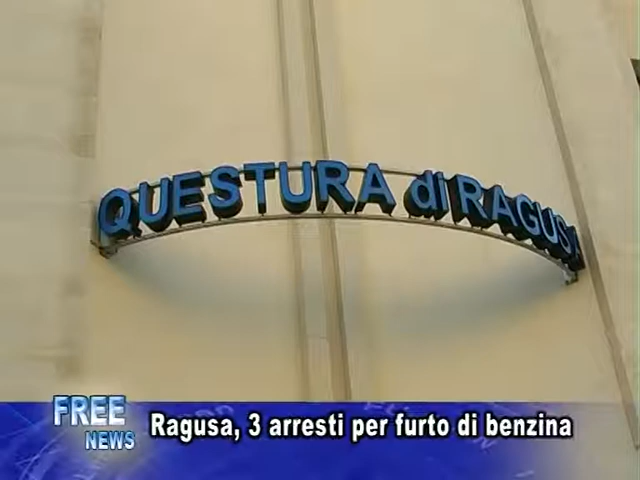 QUESTURA di RAGUSA
FREE NEWS
Ragusa, 3 arresti per furto di benzina